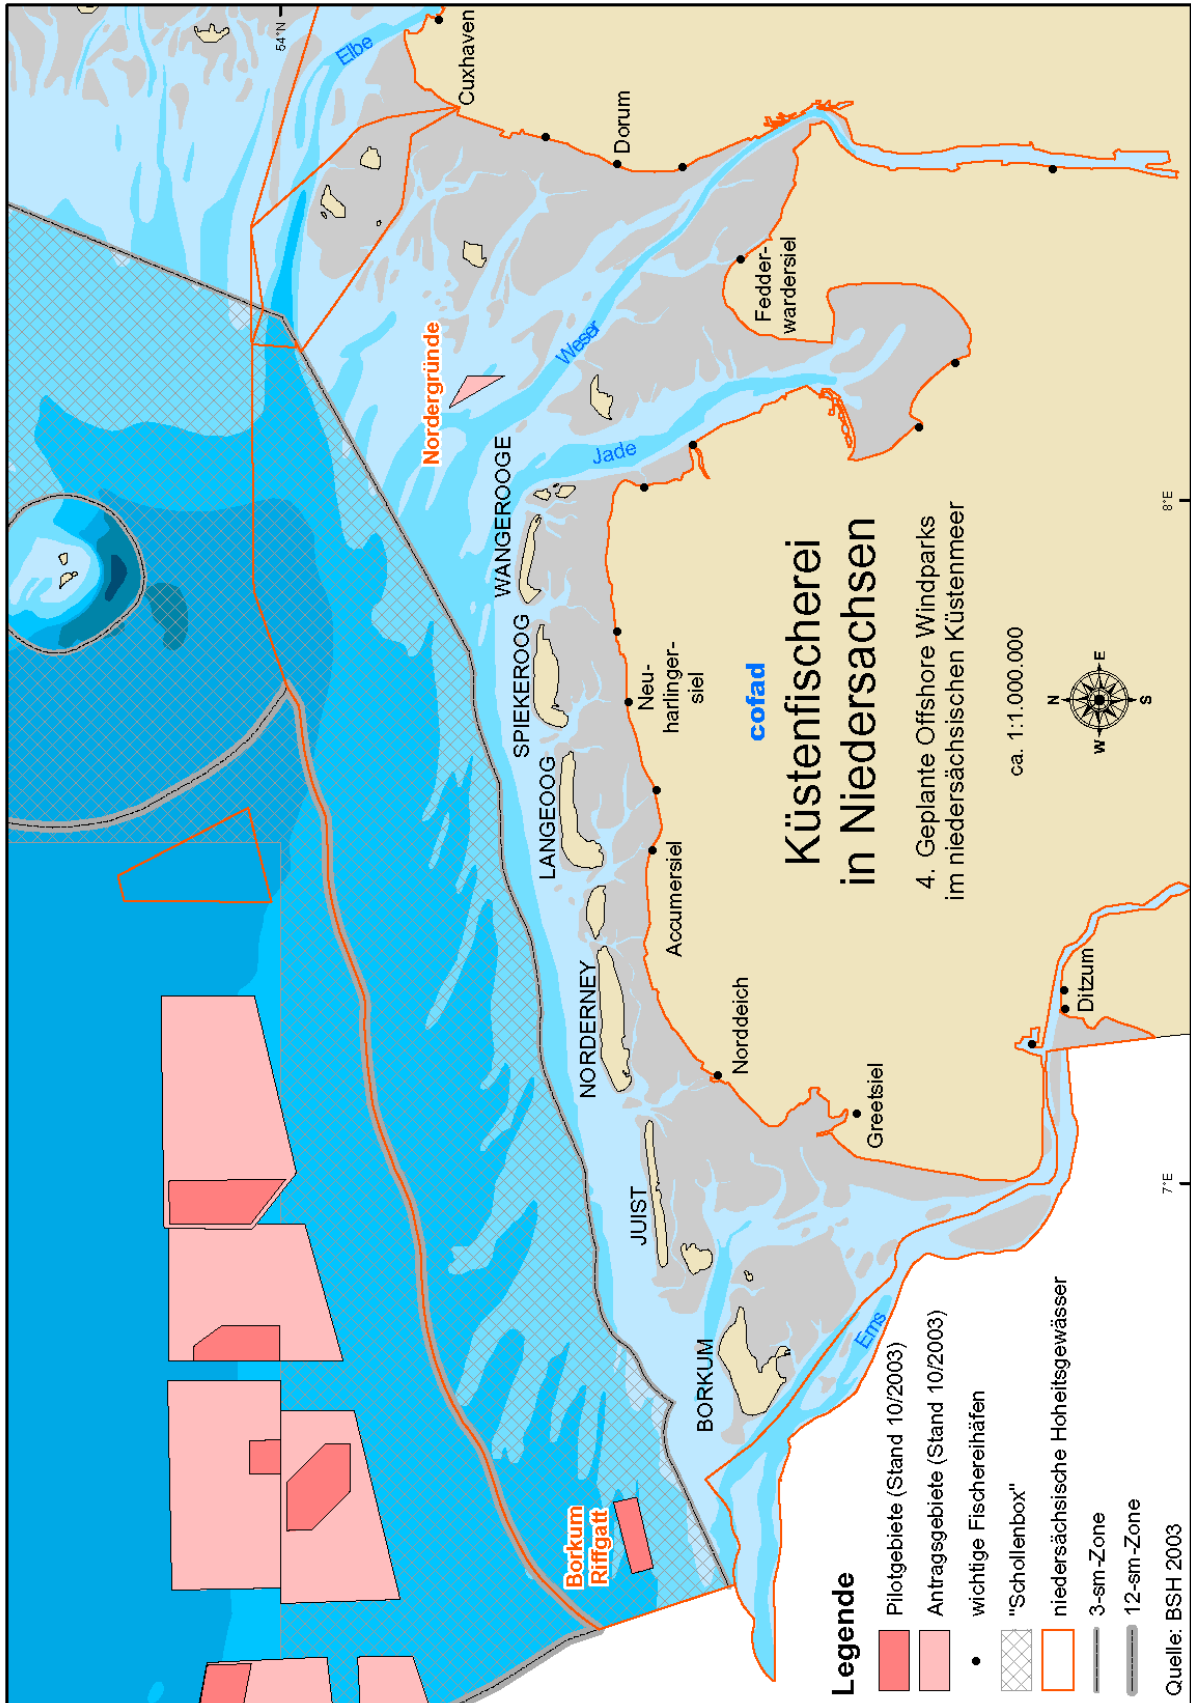 54°N
Elbe
Cuxhaven
Dorum
Fedder-
wardersiel
Weser
Nordergründe
Jade
WANGEROOGE
SPIEKEROOG
LANGEOOG
NORDERNEY
JUIST
BORKUM
Neu-
harlinger-
siel
Accumersiel
Norddeich
Greetsiel
Ditzum
Ems
Borkum
Riffgatt
8°E
7°E
cofad
Küstenfischerei
in Niedersachsen
4. Geplante Offshore Windparks
im niedersächsischen Küstenmeer
ca. 1:1.000.000
N
W
E
S
Legende
Pilotgebiete (Stand 10/2003)
Antragsgebiete (Stand 10/2003)
wichtige Fischereihäfen
"Schollenbox"
niedersächsische Hoheitsgewässer
3-sm-Zone
12-sm-Zone
Quelle: BSH 2003